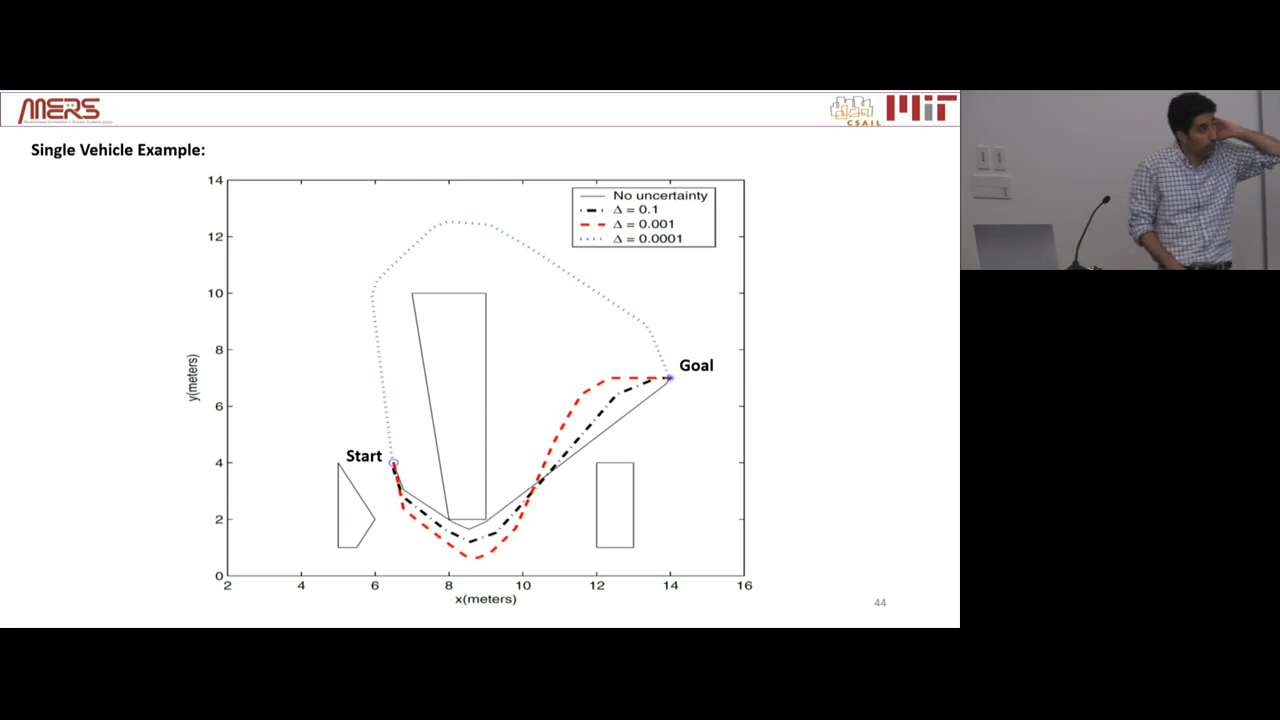 MERS
CSAIL
MIT
Single Vehicle Example:
14
12
10
8
6
4
2
0
y(meters)
No uncertainty
Δ = 0.1
Δ = 0.001
Δ = 0.0001
Goal
Start
2 4 6 8 10 12 14 16
x(meters)
44